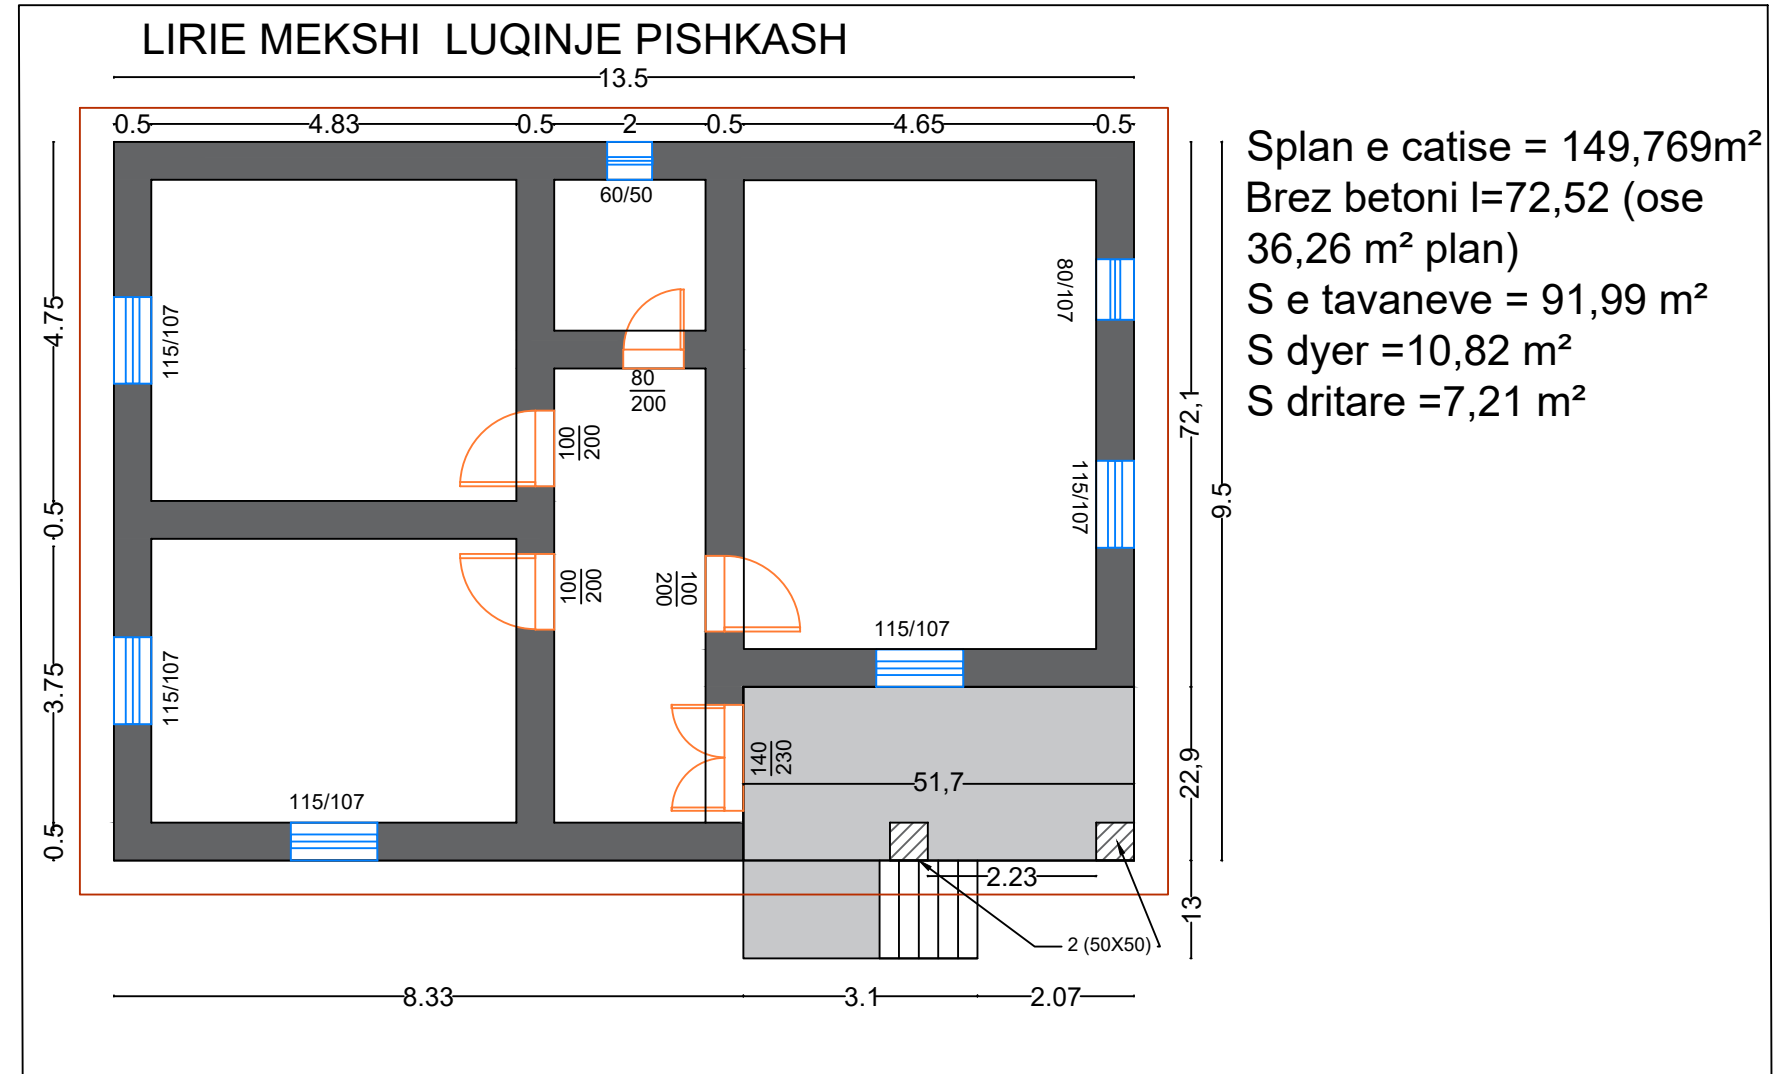 LIRIE MEKSHI LUQINJE PISHKASH
13.5
0.5 4.83 0.5 2 0.5 4.65 0.5
60/50
Splan e catise = 149,769m²
Brez betoni l=72,52 (ose
36,26 m² plan)
S e tavaneve = 91,99 m²
S dyer =10,82 m²
S dritare =7,21 m²
4.75
0.5
3.75
0.5
115/107
115/107
115/107
80
200
100
200
100
200
100
200
140
230
80/107
115/107
115/107
72,1
22,9
13
9.5
51,7
2.23
2 (50X50)
8.33 3.1 2.07